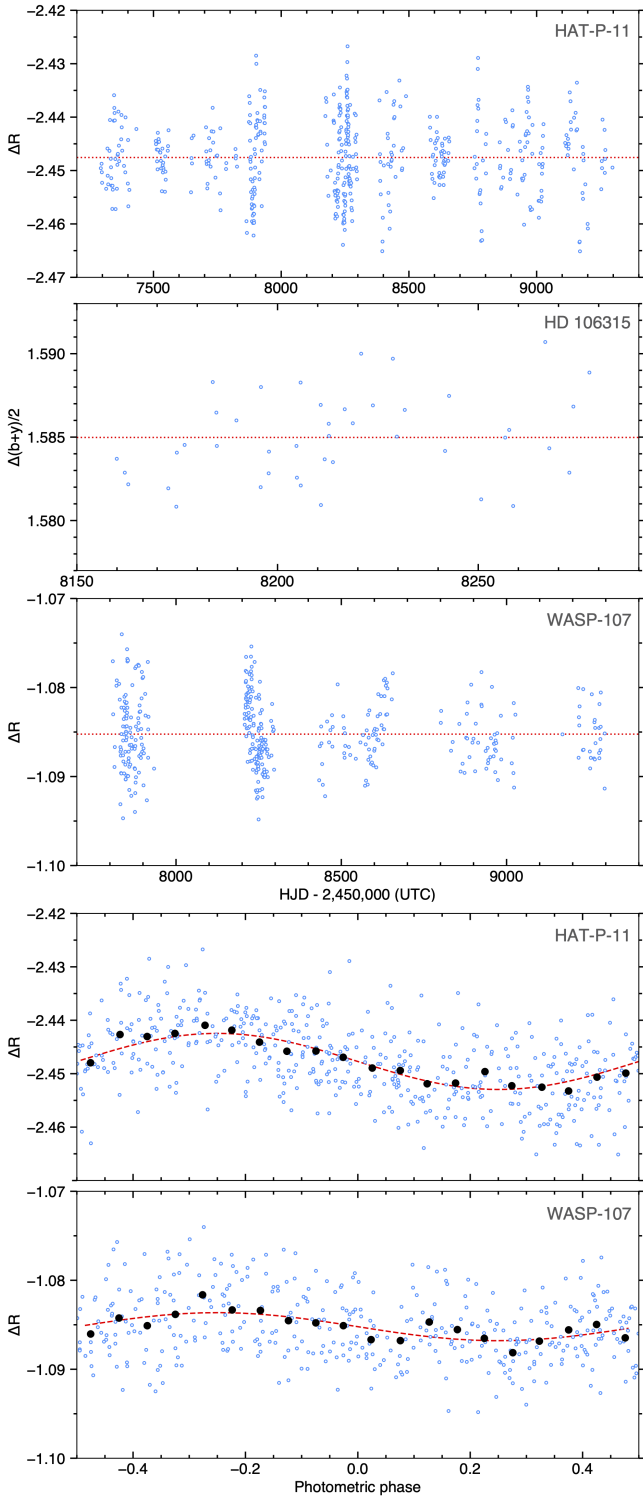 HAT-P-11
−2.42
−2.43
−2.44
−2.45
−2.46
−2.47
ΔR
7500 8000 8500 9000
HD 106315
1.590
1.585
1.580
Δ(b+y)/2
8150 8200 8250
WASP-107
−1.07
−1.08
−1.09
−1.10
ΔR
8000 8500 9000
HJD - 2,450,000 (UTC)
HAT-P-11
−2.42
−2.43
−2.44
−2.45
−2.46
ΔR
WASP-107
−1.07
−1.08
−1.09
−1.10
ΔR
−0.4 −0.2 0.0 0.2 0.4
Photometric phase